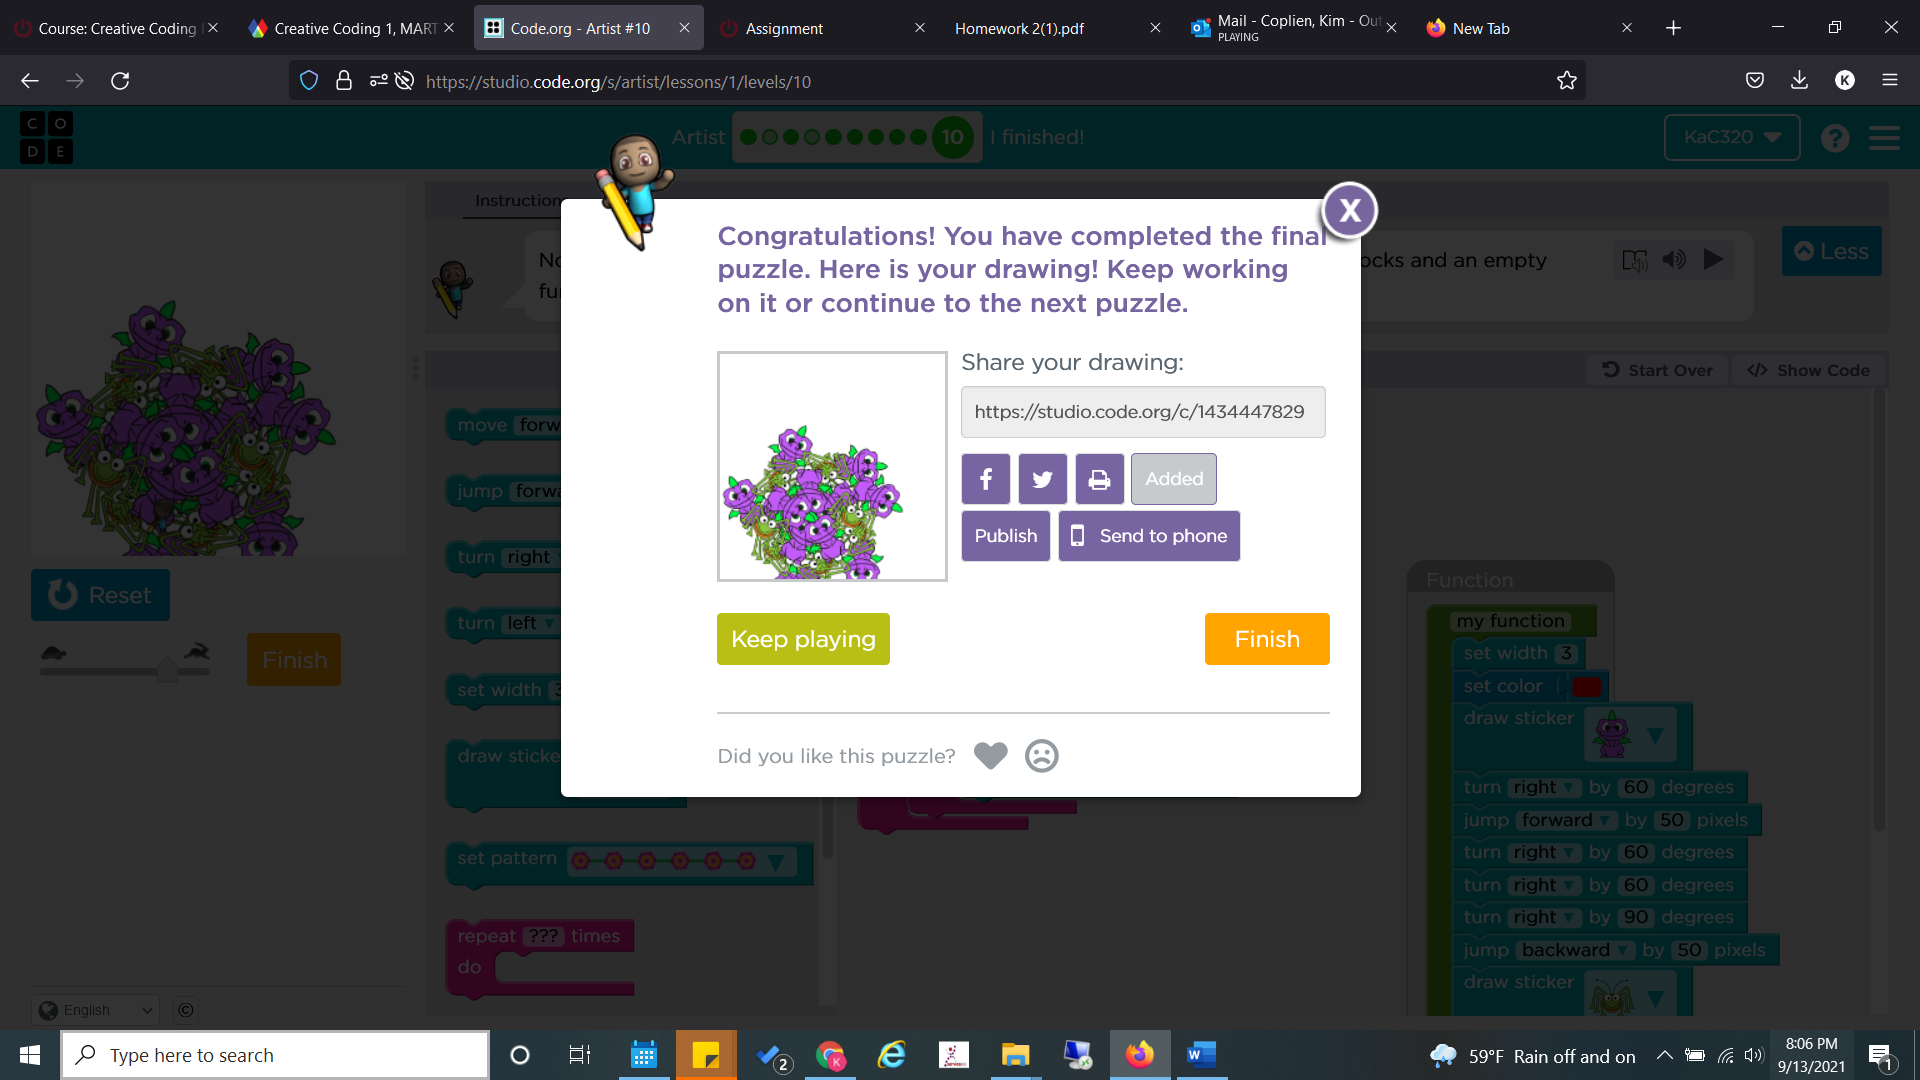 Course: Creative Coding
Creative Coding 1, MART
Code.org - Artist #10
Assignment
Homework 2(1).pdf
Mail - Coplien, Kim - Out
PLAYING
New Tab
https://studio.code.org/s/artist/lessons/1/levels/10
K
C O
D E
Artist
10
I finished!
KaC320
?
Instruction
No
ocks and an empty
fu
Less
X
Congratulations! You have completed the final
puzzle. Here is your drawing! Keep working
on it or continue to the next puzzle.
Share your drawing:
https://studio.code.org/c/1434447829
f
Added
Publish
Send to phone
Keep playing
Finish
Did you like this puzzle?
Start Over
</> Show Code
move forw
jump forwa
turn right
turn left
set width 3
draw sticke
set pattern
repeat ??? times
do
Reset
Finish
Function
my function
set width 3
set color
draw sticker
turn right by 60 degrees
jump forward by 50 pixels
turn right by 60 degrees
turn right by 60 degrees
turn right by 90 degrees
jump backward by 50 pixels
draw sticker
English
©
Type here to search
2
K
W
59°F Rain off and on
8:06 PM
9/13/2021
1